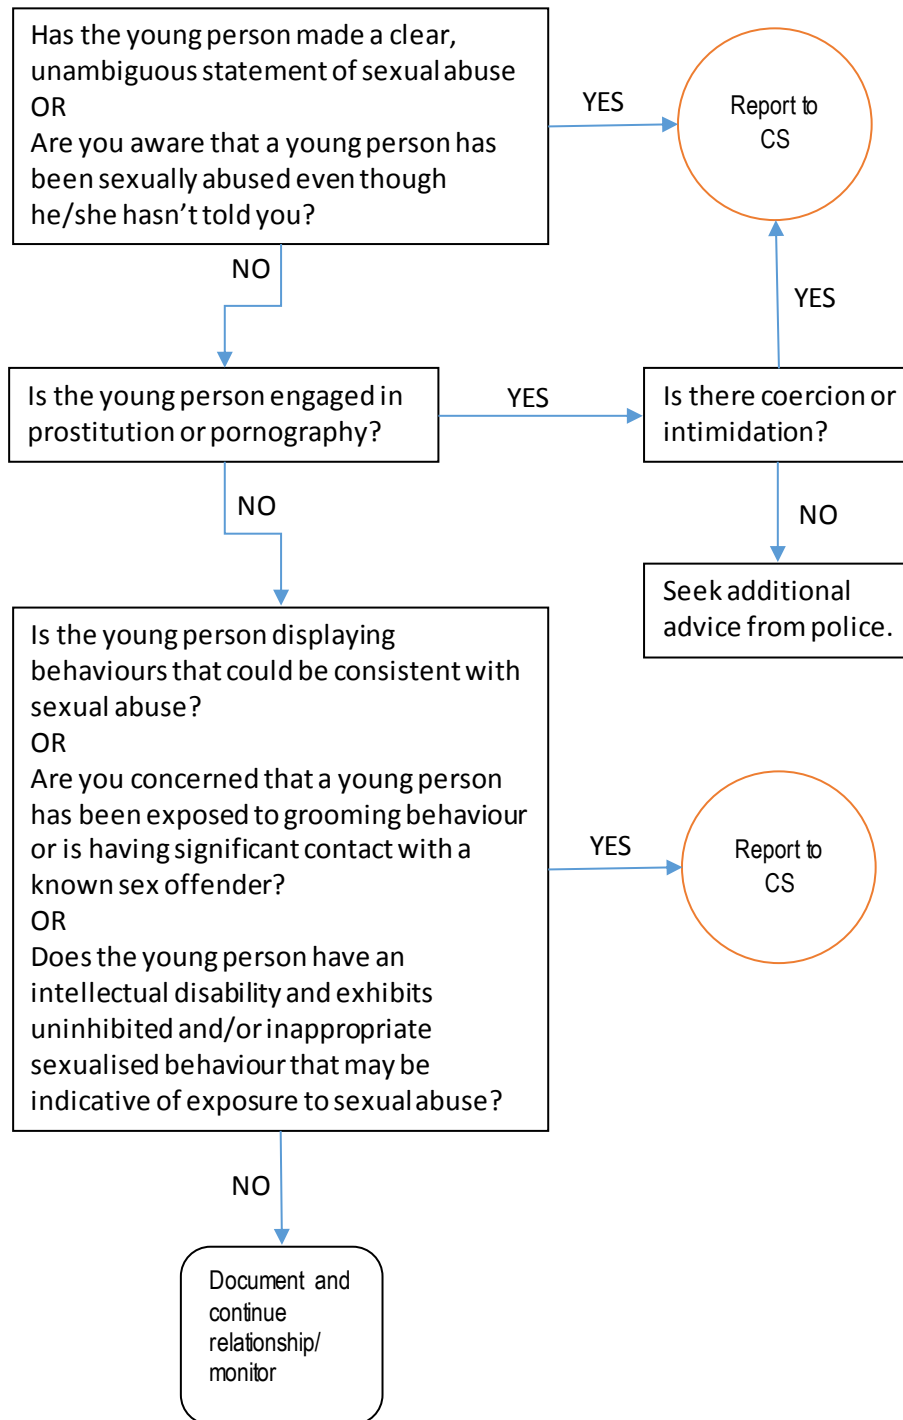 Has the young person made a clear,
unambiguous statement of sexual abuse
OR
Are you aware that a young person has
been sexually abused even though
he/she hasn't told you?
YES
Report to
CS
NO
YES
Is the young person engaged in
prostitution or pornography?
YES
Is there coercion or
intimidation?
NO
NO
Seek additional
advice from police.
Is the young person displaying
behaviours that could be consistent with
sexual abuse?
OR
Are you concerned that a young person
has been exposed to grooming behaviour
or is having significant contact with a
known sex offender?
OR
Does the young person have an
intellectual disability and exhibits
uninhibited and/or inappropriate
sexualised behaviour that may be
indicative of exposure to sexual abuse?
YES
Report to
CS
NO
Document and
continue
relationship/
monitor